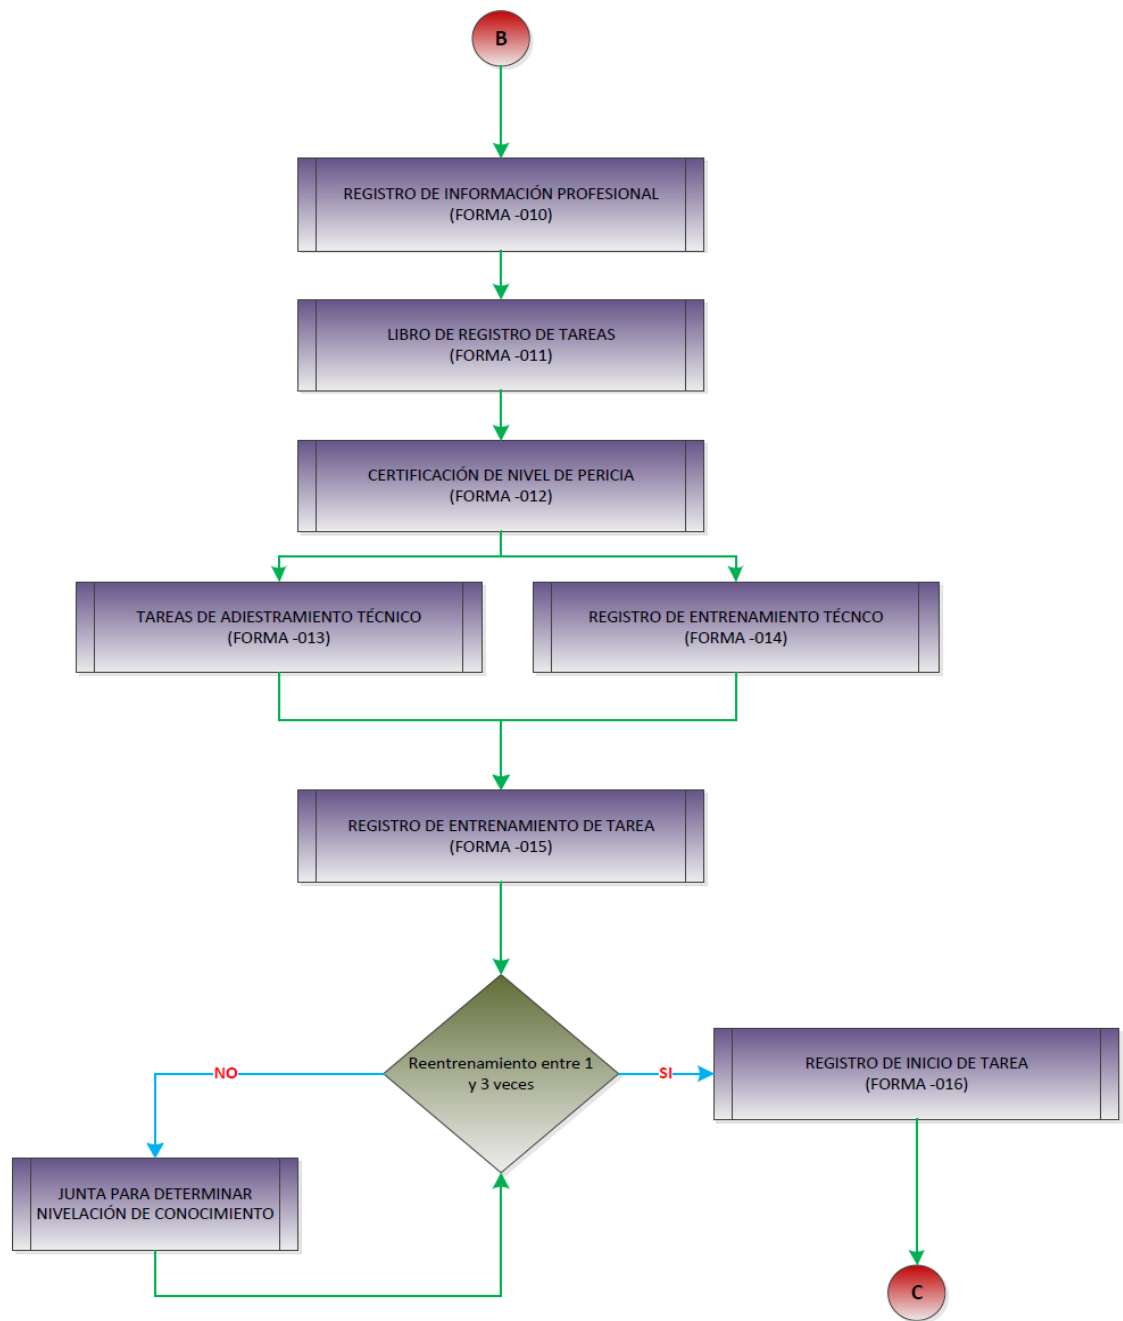 B
REGISTRO DE INFORMACIÓN PROFESIONAL
(FORMA -010)
LIBRO DE REGISTRO DE TAREAS
(FORMA -011)
CERTIFICACIÓN DE NIVEL DE PERICIA
(FORMA -012)
TAREAS DE ADIESTRAMIENTO TÉCNICO
(FORMA -013)
REGISTRO DE ENTRENAMIENTO TÉCNCO
(FORMA -014)
REGISTRO DE ENTRENAMIENTO DE TAREA
(FORMA -015)
Reentrenamiento entre 1
y 3 veces
NO
SI
REGISTRO DE INICIO DE TAREA
(FORMA -016)
JUNTA PARA DETERMINAR
NIVELACIÓN DE CONOCIMIENTO
C